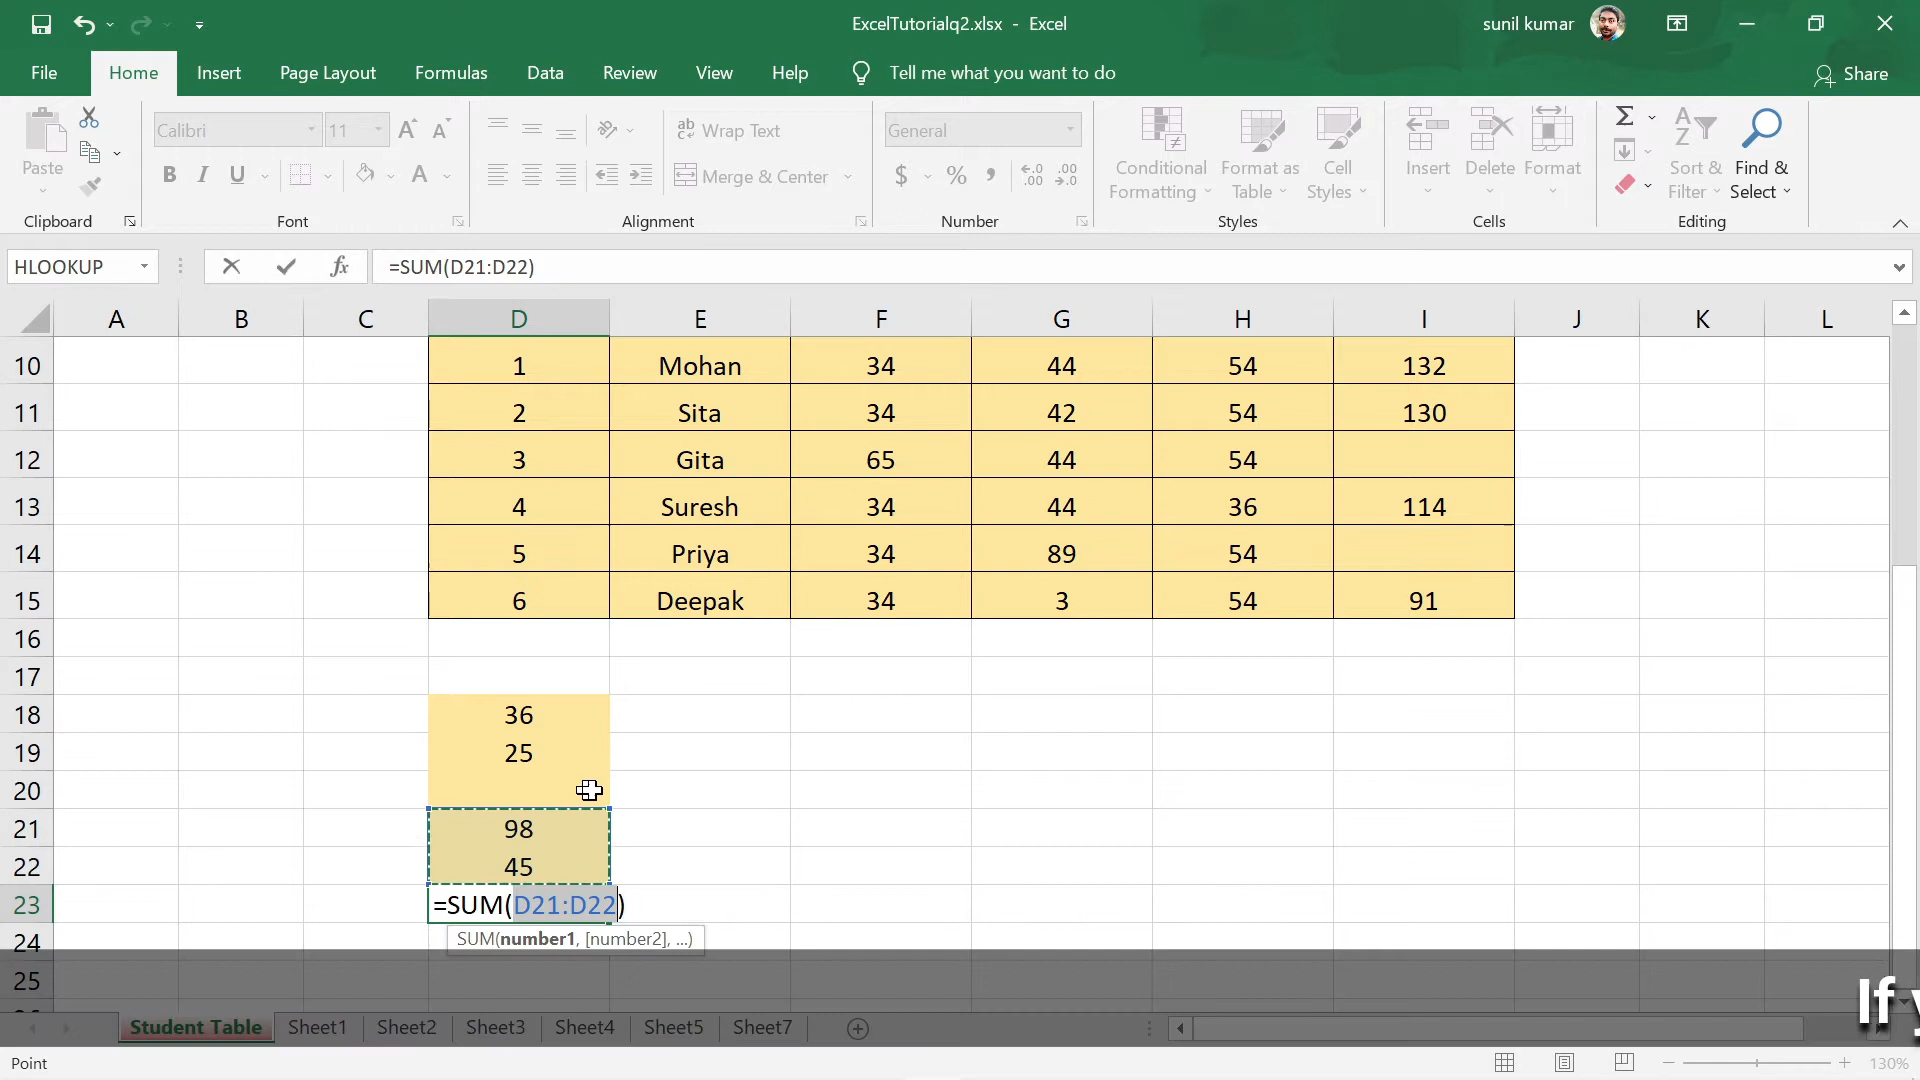 ExcelTutorialq2.xlsx - Excel
sunil kumar
File
Home
Insert
Page Layout
Formulas
Data
Review
View
Help
Tell me what you want to do
Share
Paste
Calibri
11
Wrap Text
Merge & Center
General
Conditional Formatting
Format as Table
Cell Styles
Insert
Delete
Format
Sort & Filter
Find & Select
Clipboard
Font
Alignment
Number
Styles
Cells
Editing
HLOOKUP
fx
=SUM(D21:D22)
A B C D E F G H I J K L
10 1 Mohan 34 44 54 132
11 2 Sita 34 42 54 130
12 3 Gita 65 44 54
13 4 Suresh 34 44 36 114
14 5 Priya 34 89 54
15 6 Deepak 34 3 54 91
16
17
18 36
19 25
20
21 98
22 45
23 =SUM(D21:D22)
24 SUM(number1, [number2], ...)
25
If
Student Table
Sheet1
Sheet2
Sheet3
Sheet4
Sheet5
Sheet7
Point
130%